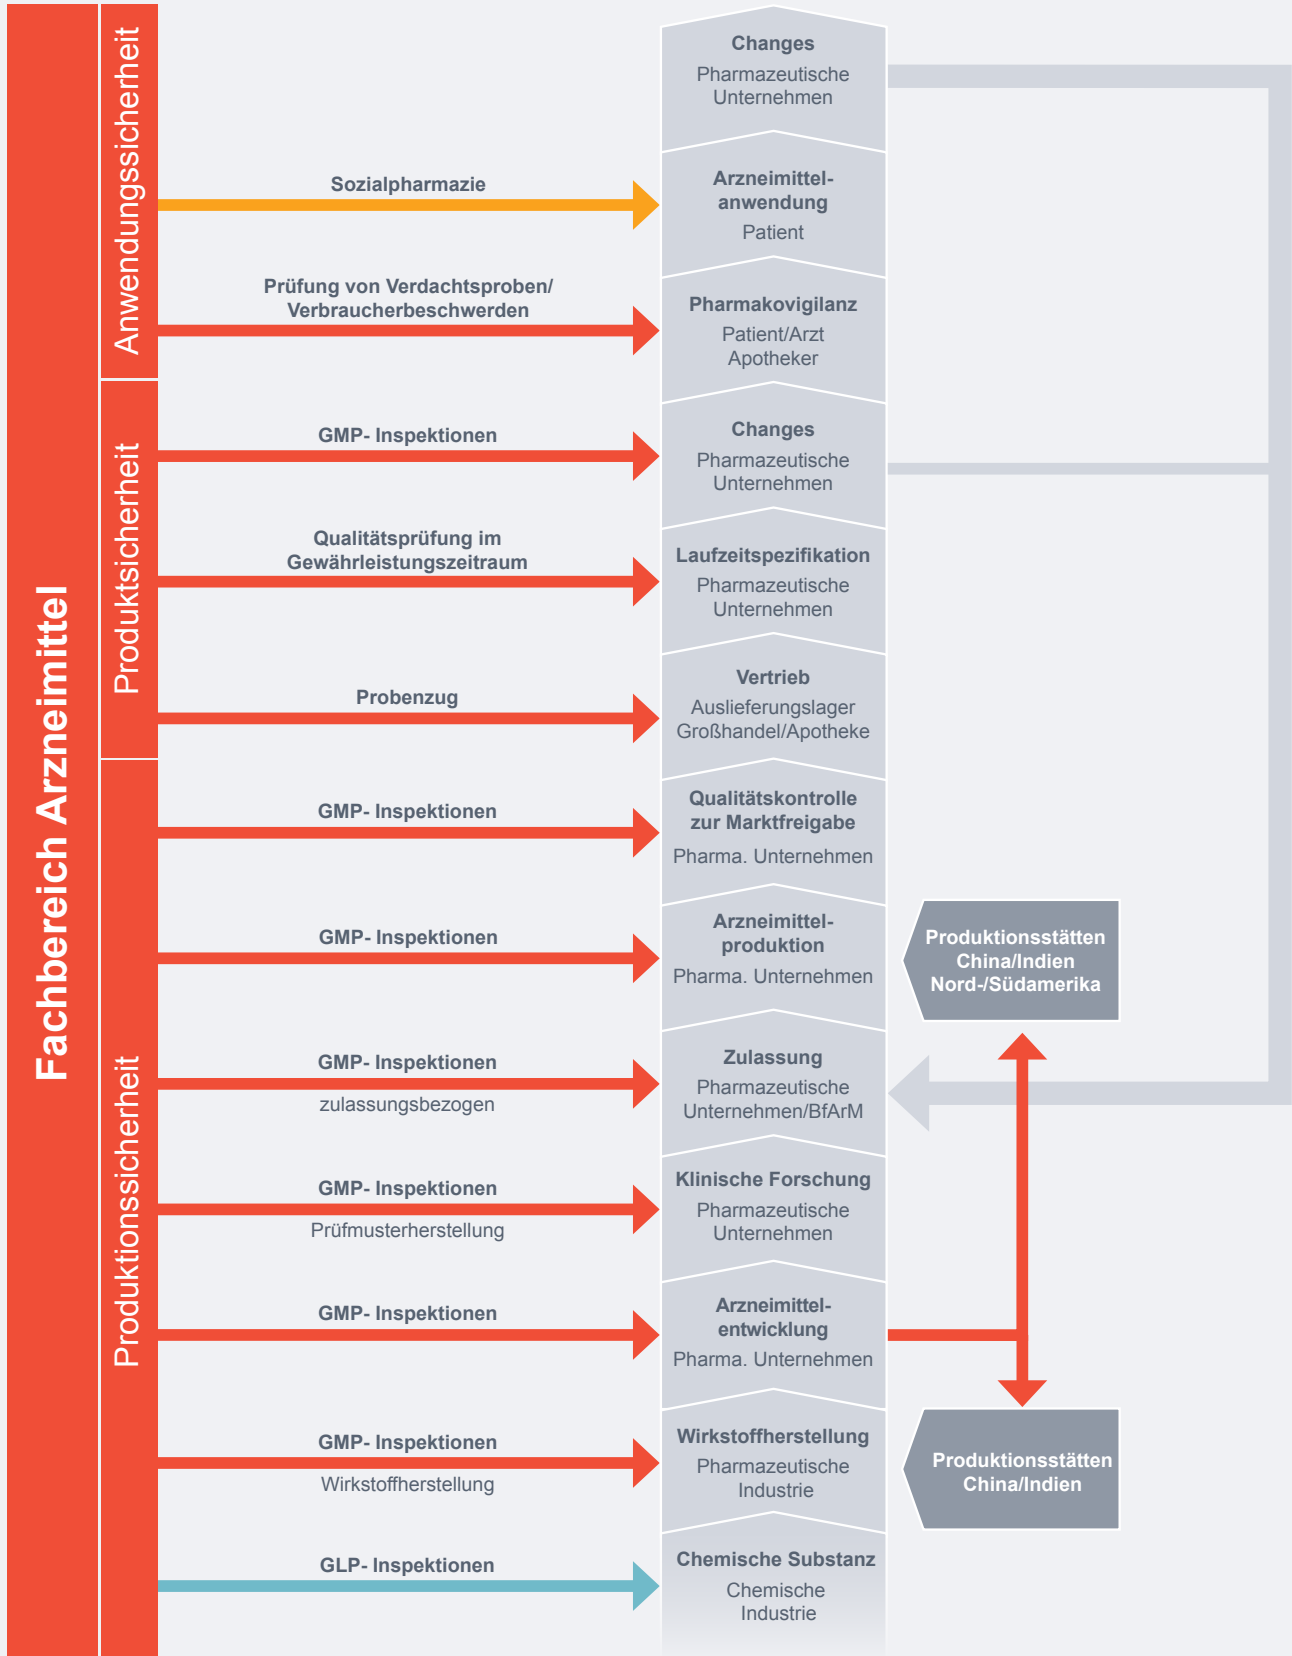 Fachbereich Arzneimittel
Anwendungssicherheit
Produktsicherheit
Produktionssicherheit
Changes
Pharmazeutische
Unternehmen
Sozialpharmazie
Arzneimittel-
anwendung
Patient
Prüfung von Verdachtsproben/
Verbraucherbeschwerden
Pharmakovigilanz
Patient/Arzt
Apotheker
GMP- Inspektionen
Changes
Pharmazeutische
Unternehmen
Qualitätsprüfung im
Gewährleistungszeitraum
Laufzeitspezifikation
Pharmazeutische
Unternehmen
Probenzug
Vertrieb
Auslieferungslager
Großhandel/Apotheke
GMP- Inspektionen
Qualitätskontrolle
zur Marktfreigabe
Pharma. Unternehmen
GMP- Inspektionen
Arzneimittel-
produktion
Pharma. Unternehmen
Produktionsstätten
China/Indien
Nord-/Südamerika
GMP- Inspektionen
zulassungsbezogen
Zulassung
Pharmazeutische
Unternehmen/BfArM
GMP- Inspektionen
Prüfmusterherstellung
Klinische Forschung
Pharmazeutische
Unternehmen
GMP- Inspektionen
Arzneimittel-
entwicklung
Pharma. Unternehmen
GMP- Inspektionen
Wirkstoffherstellung
Wirkstoffherstellung
Pharmazeutische
Industrie
Produktionsstätten
China/Indien
GLP- Inspektionen
Chemische Substanz
Chemische
Industrie